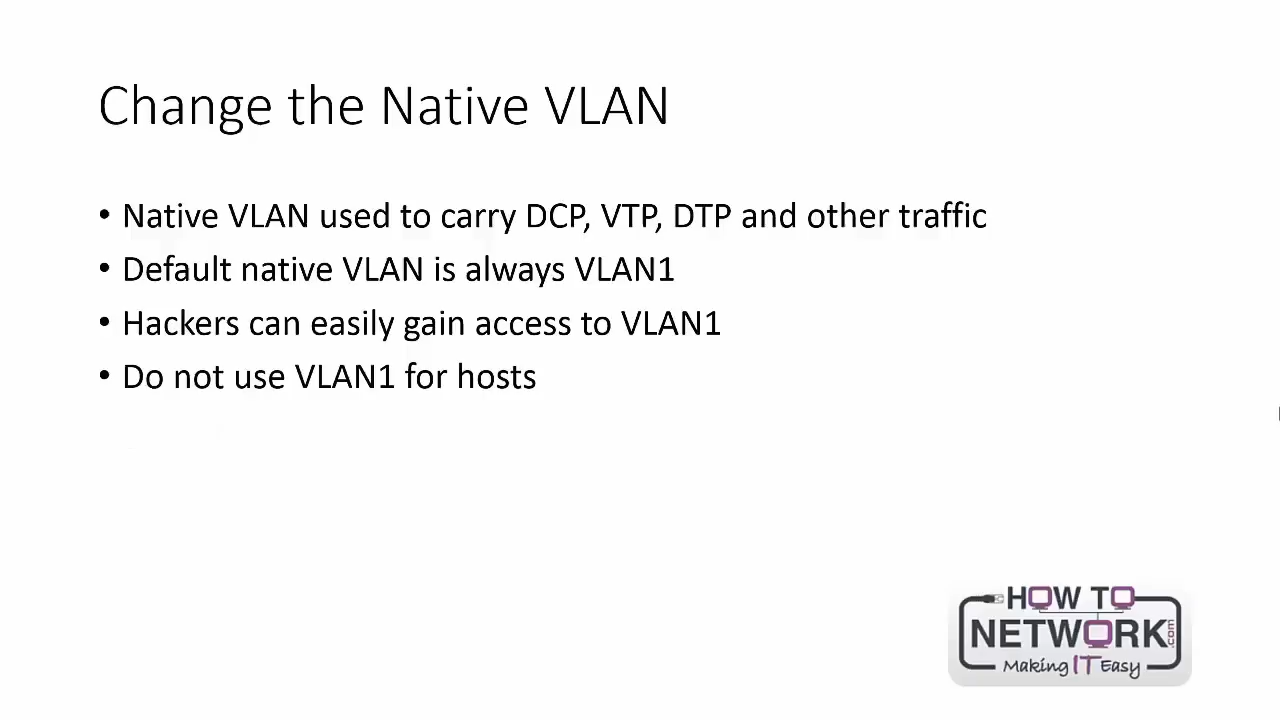 Change the Native VLAN
• Native VLAN used to carry DCP, VTP, DTP and other traffic
• Default native VLAN is always VLAN1
• Hackers can easily gain access to VLAN1
• Do not use VLAN1 for hosts
HOW TO
NETWORK.com
Making IT Easy